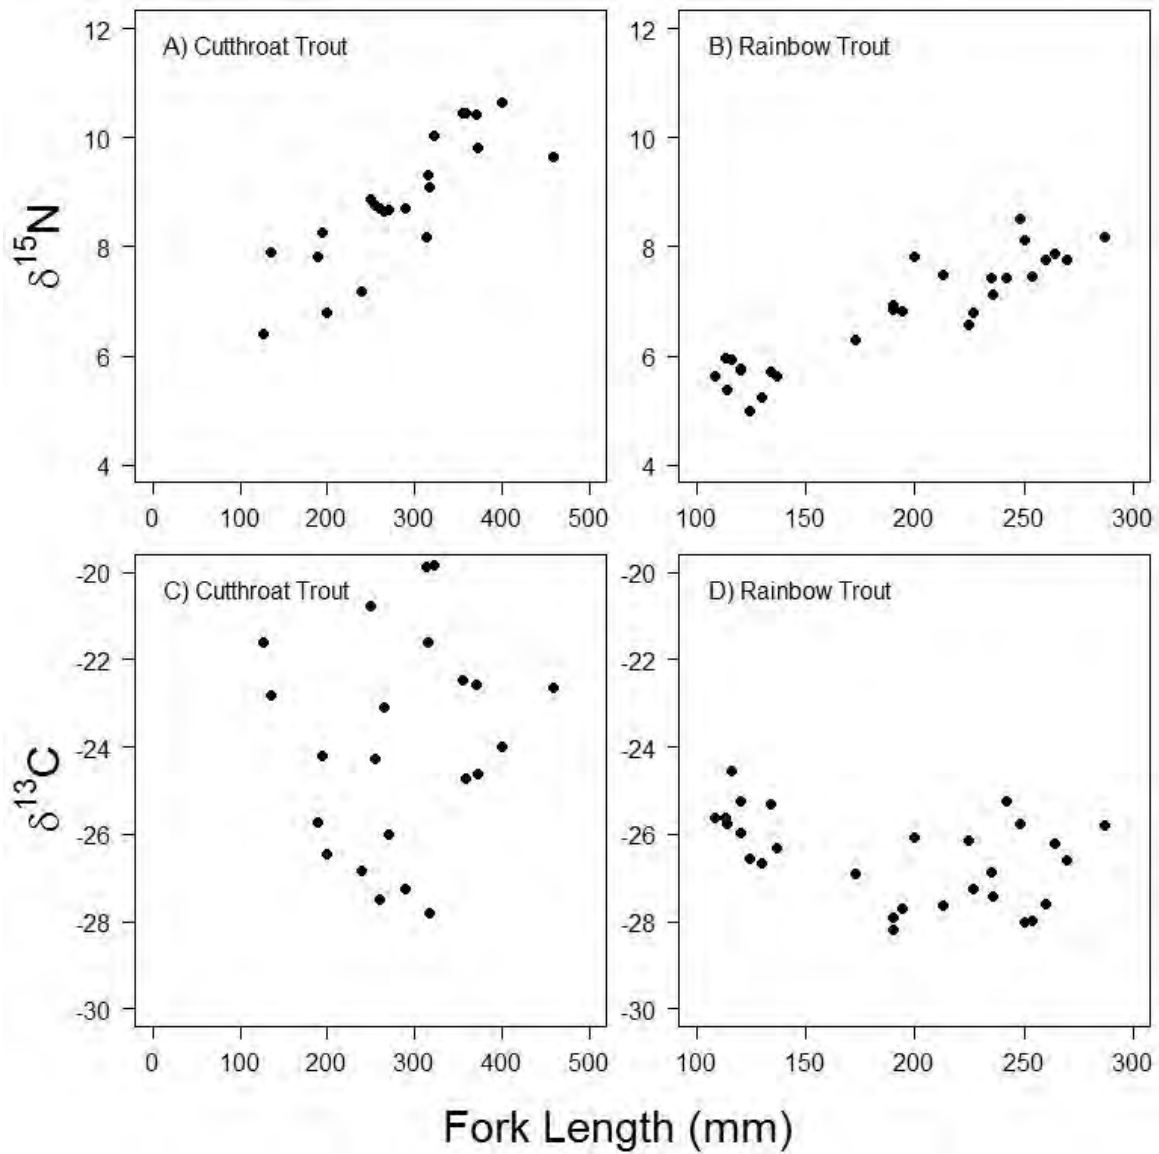 A) Cutthroat Trout
B) Rainbow Trout
12
10
8
6
4
12
10
8
6
4
δ15N
0 100 200 300 400 500
100 150 200 250 300
C) Cutthroat Trout
D) Rainbow Trout
-20
-22
-24
-26
-28
-30
-20
-22
-24
-26
-28
-30
δ13C
0 100 200 300 400 500
100 150 200 250 300
Fork Length (mm)